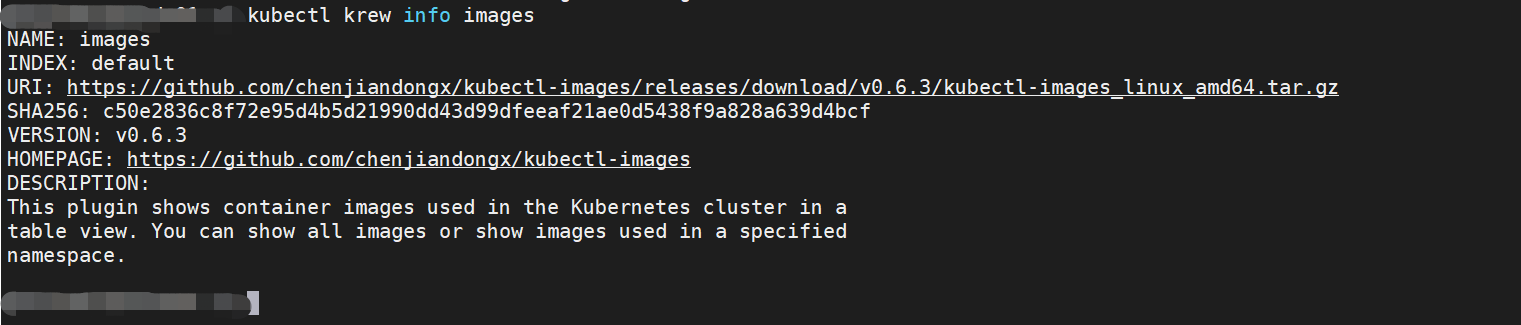 kubectl krew info images
NAME: images
INDEX: default
URI: https://github.com/chenjiandongx/kubectl-images/releases/download/v0.6.3/kubectl-images_linux_amd64.tar.gz
SHA256: c50e2836c8f72e95d4b5d21990dd43d99dfeeaf21ae0d5438f9a828a639d4bcf
VERSION: v0.6.3
HOMEPAGE: https://github.com/chenjiandongx/kubectl-images
DESCRIPTION:
This plugin shows container images used in the Kubernetes cluster in a
table view. You can show all images or show images used in a specified
namespace.